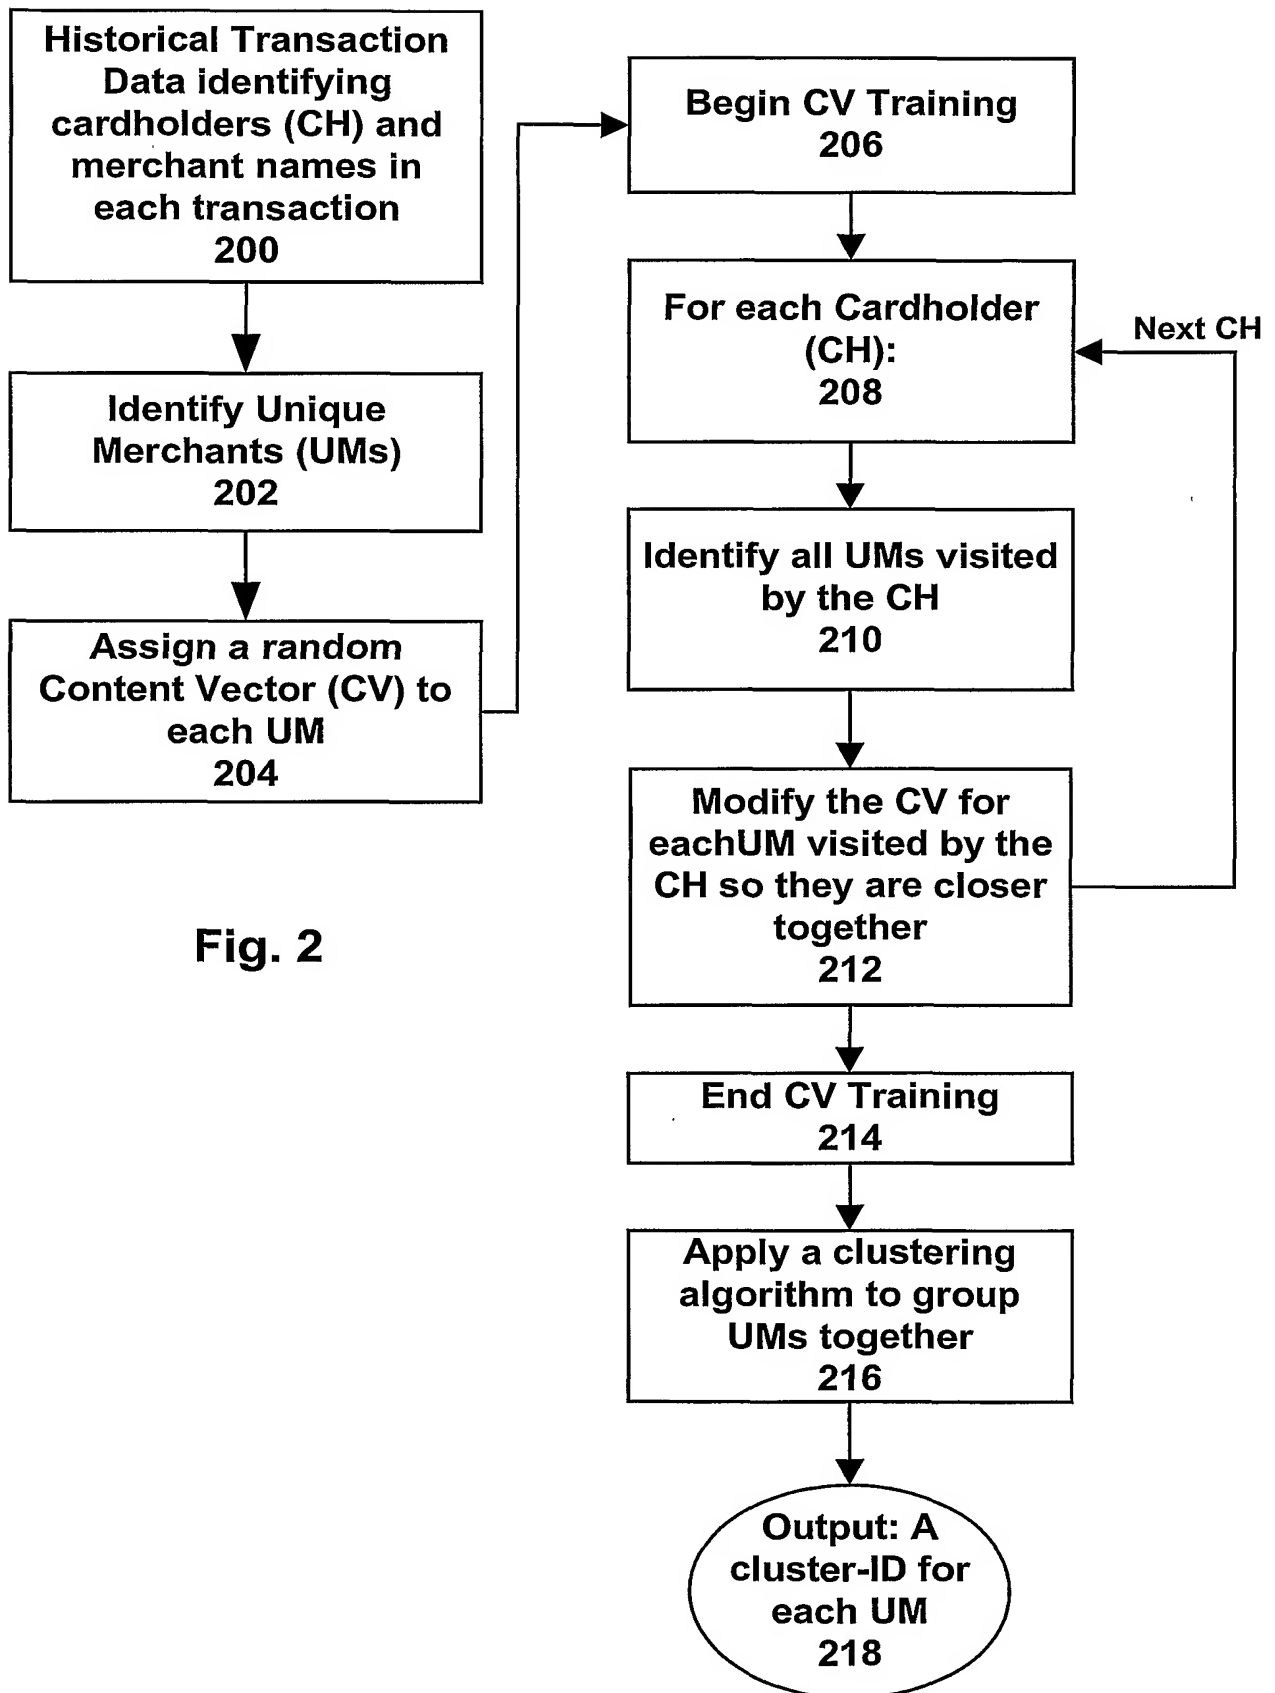 Historical Transaction
Data identifying
cardholders (CH) and
merchant names in
each transaction
200
Identify Unique
Merchants (UMs)
202
Assign a random
Content Vector (CV) to
each UM
204
Fig. 2
Begin CV Training
206
For each Cardholder
(CH):
208
Next CH
Identify all UMs visited
by the CH
210
Modify the CV for
eachUM visited by the
CH so they are closer
together
212
End CV Training
214
Apply a clustering
algorithm to group
UMs together
216
Output: A
cluster-ID for
each UM
218